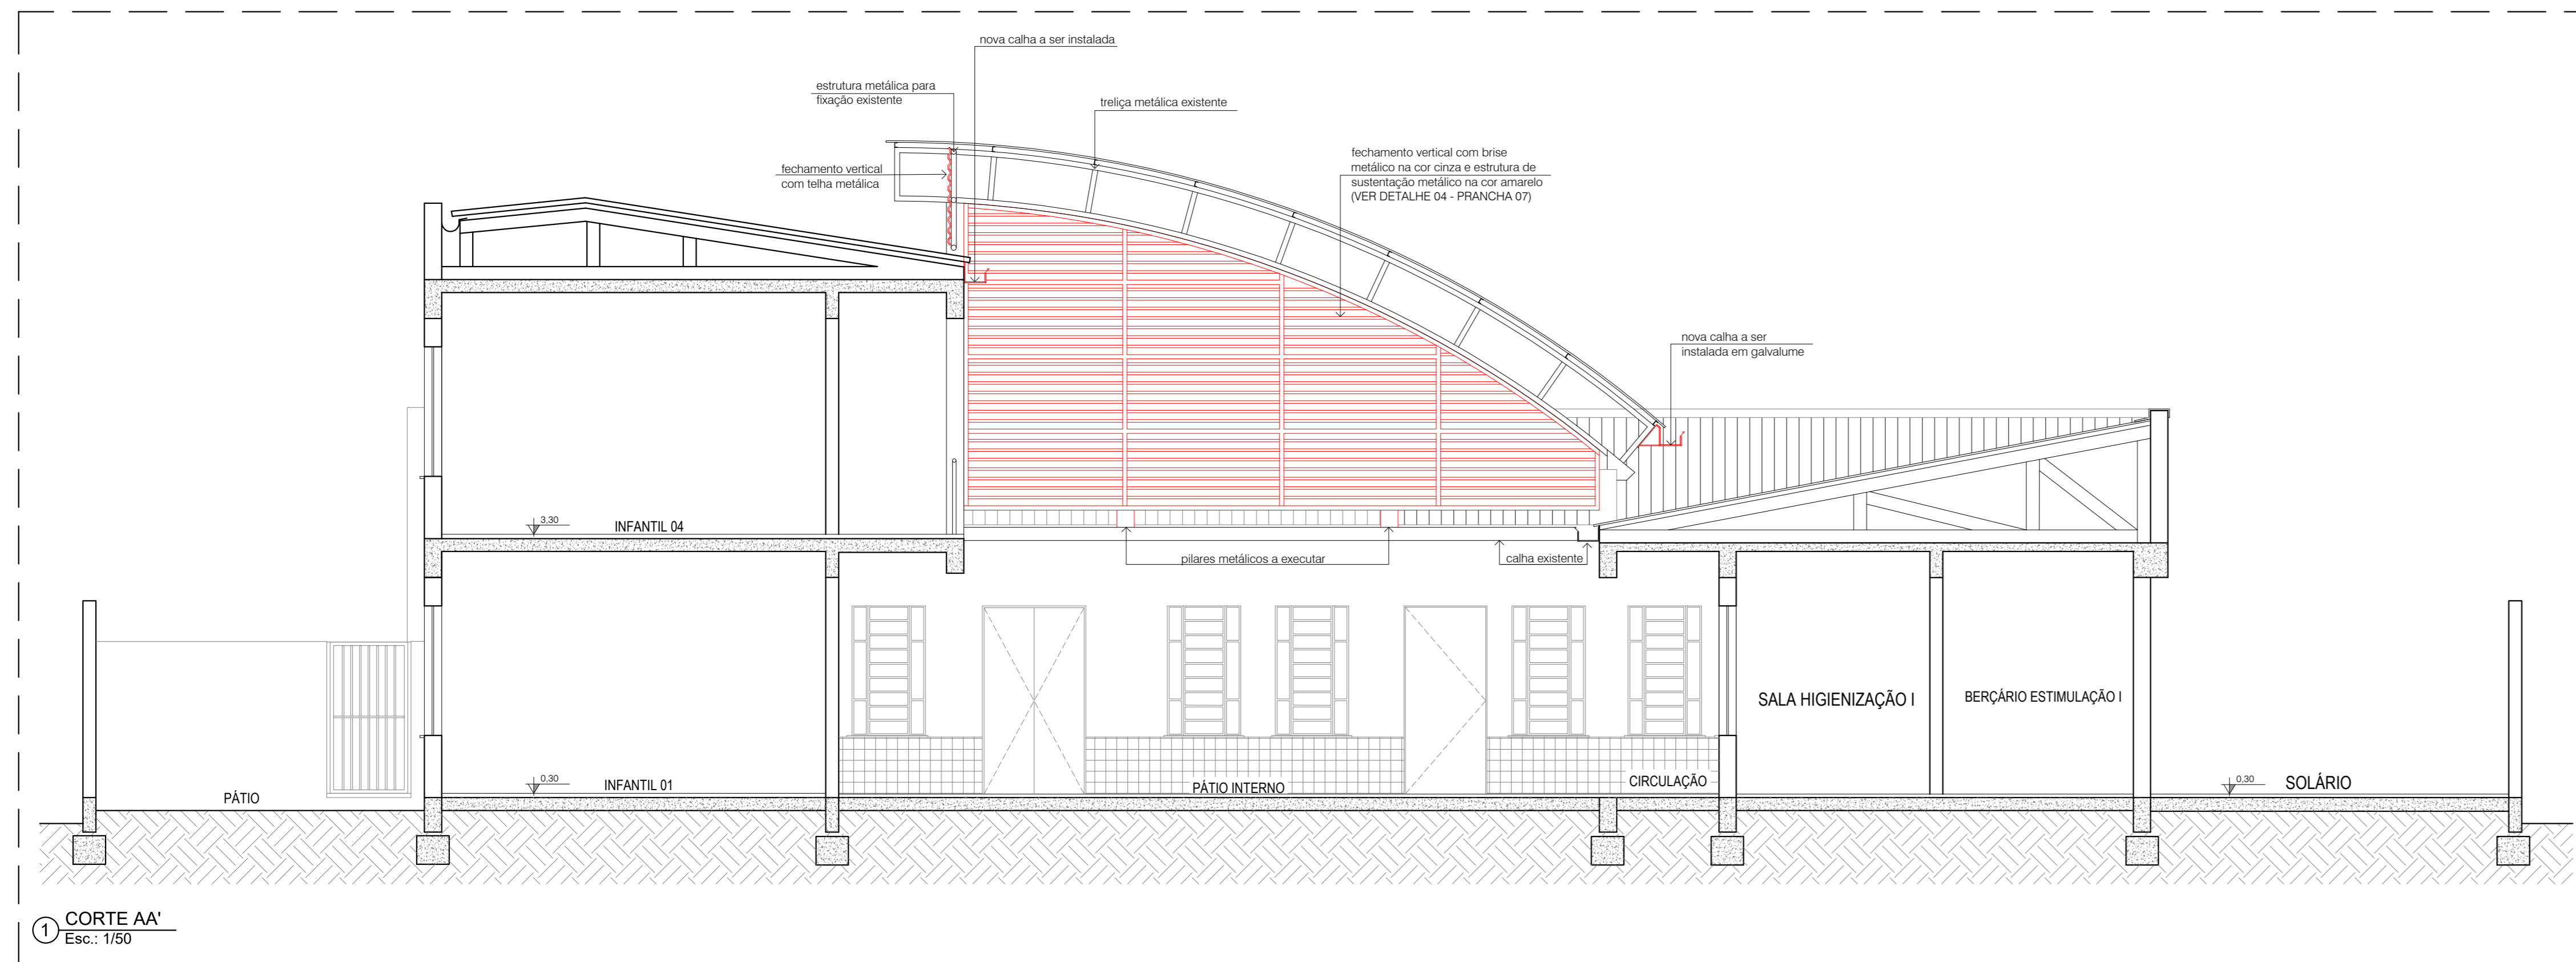 nova calha a ser instalada
estrutura metálica para
fixação existente
treliça metálica existente
fechamento vertical
com telha metálica
fechamento vertical com brise
metálico na cor cinza e estrutura de
sustentação metálico na cor amarelo
(VER DETALHE 04 - PRANCHA 07)
nova calha a ser
instalada em galvalume
3,30
INFANTIL 04
pilares metálicos a executar
calha existente
SALA HIGIENIZAÇÃO I
BERÇÁRIO ESTIMULAÇÃO I
PÁTIO
0,30
INFANTIL 01
PÁTIO INTERNO
CIRCULAÇÃO
0,30
SOLÁRIO
1
CORTE AA'
Esc.: 1/50